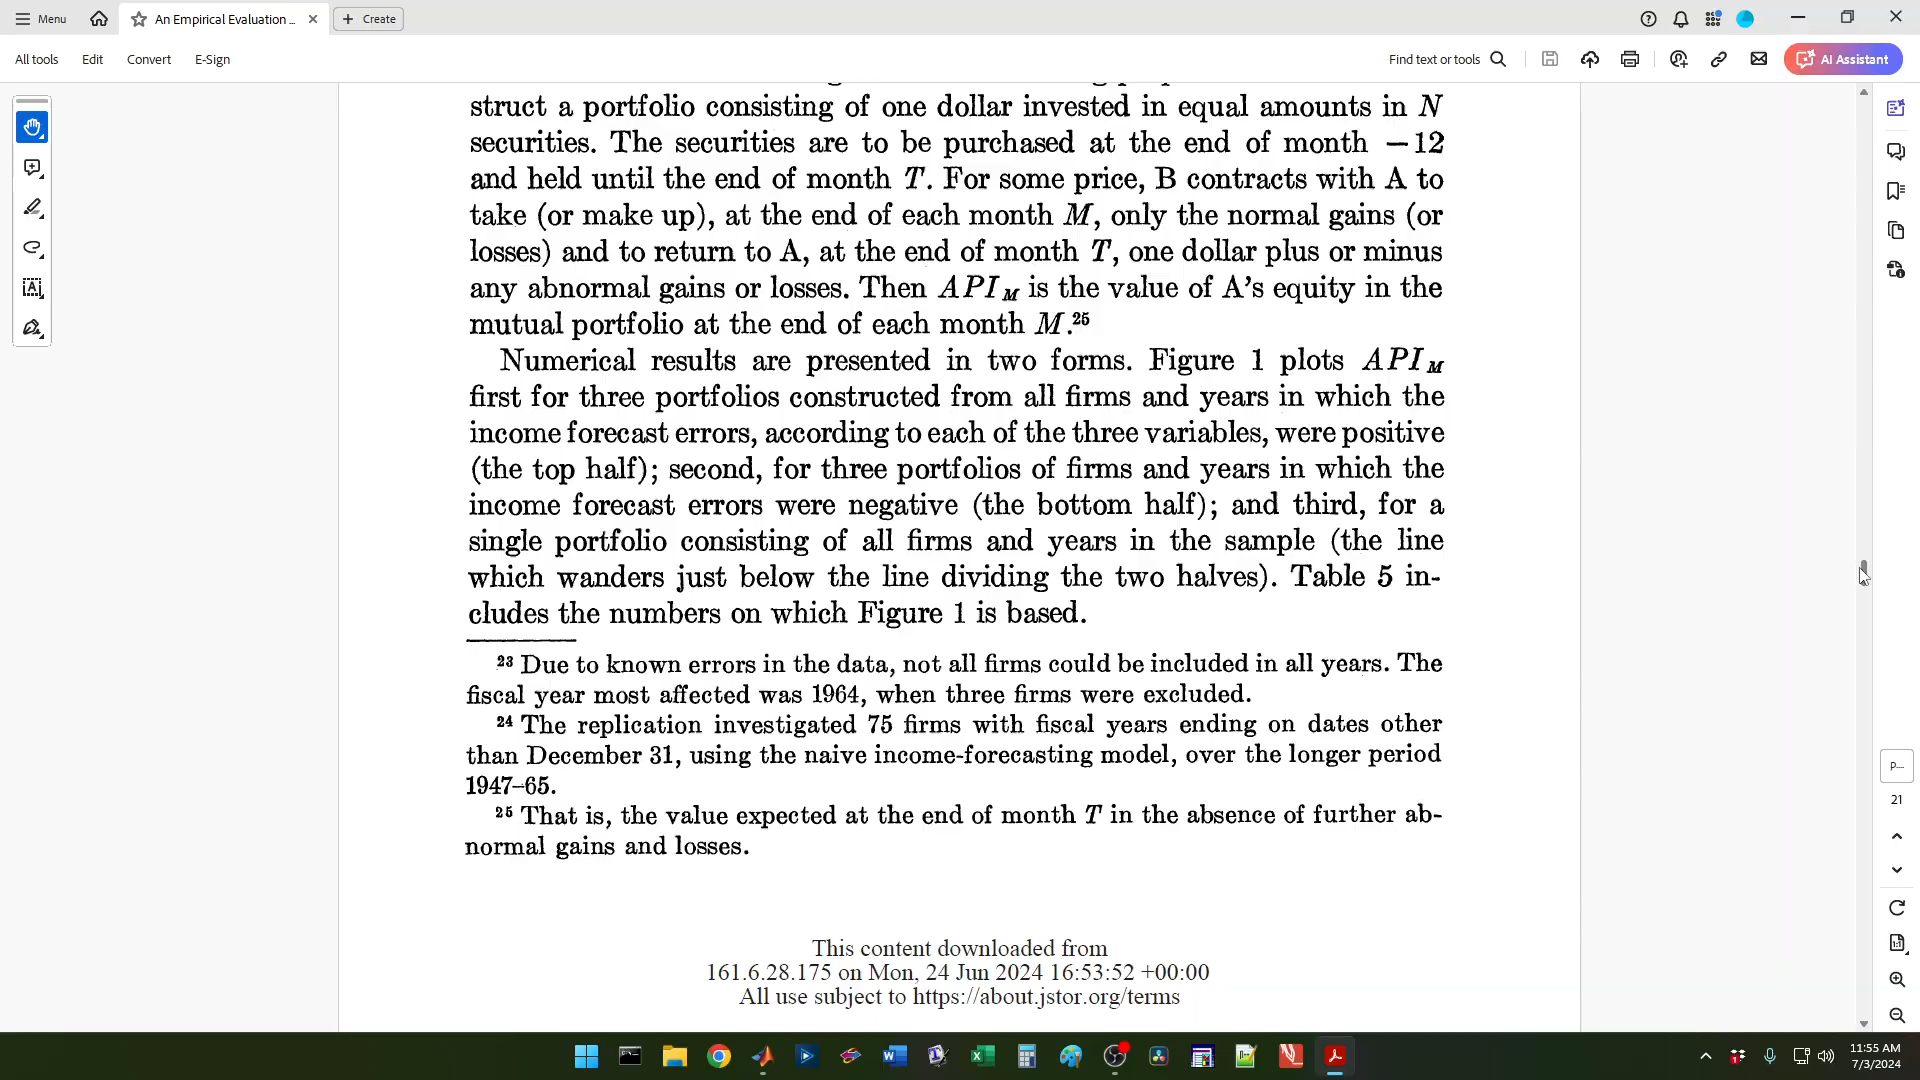 Menu
An Empirical Evaluation ...
Create
All tools
Edit
Convert
E-Sign
Find text or tools
AI Assistant
struct a portfolio consisting of one dollar invested in equal amounts in N
securities. The securities are to be purchased at the end of month —12
and held until the end of month T. For some price, B contracts with A to
take (or make up), at the end of each month M, only the normal gains (or
losses) and to return to A, at the end of month T, one dollar plus or minus
any abnormal gains or losses. Then API_M is the value of A's equity in the
mutual portfolio at the end of each month M.²⁵
Numerical results are presented in two forms. Figure 1 plots API_M
first for three portfolios constructed from all firms and years in which the
income forecast errors, according to each of the three variables, were positive
(the top half); second, for three portfolios of firms and years in which the
income forecast errors were negative (the bottom half); and third, for a
single portfolio consisting of all firms and years in the sample (the line
which wanders just below the line dividing the two halves). Table 5 in-
cludes the numbers on which Figure 1 is based.
²³ Due to known errors in the data, not all firms could be included in all years. The
fiscal year most affected was 1964, when three firms were excluded.
²⁴ The replication investigated 75 firms with fiscal years ending on dates other
than December 31, using the naive income-forecasting model, over the longer period
1947–65.
²⁵ That is, the value expected at the end of month T in the absence of further ab-
normal gains and losses.
This content downloaded from
161.6.28.175 on Mon, 24 Jun 2024 16:53:52 +00:00
All use subject to https://about.jstor.org/terms
P...
21
11:55 AM
7/3/2024